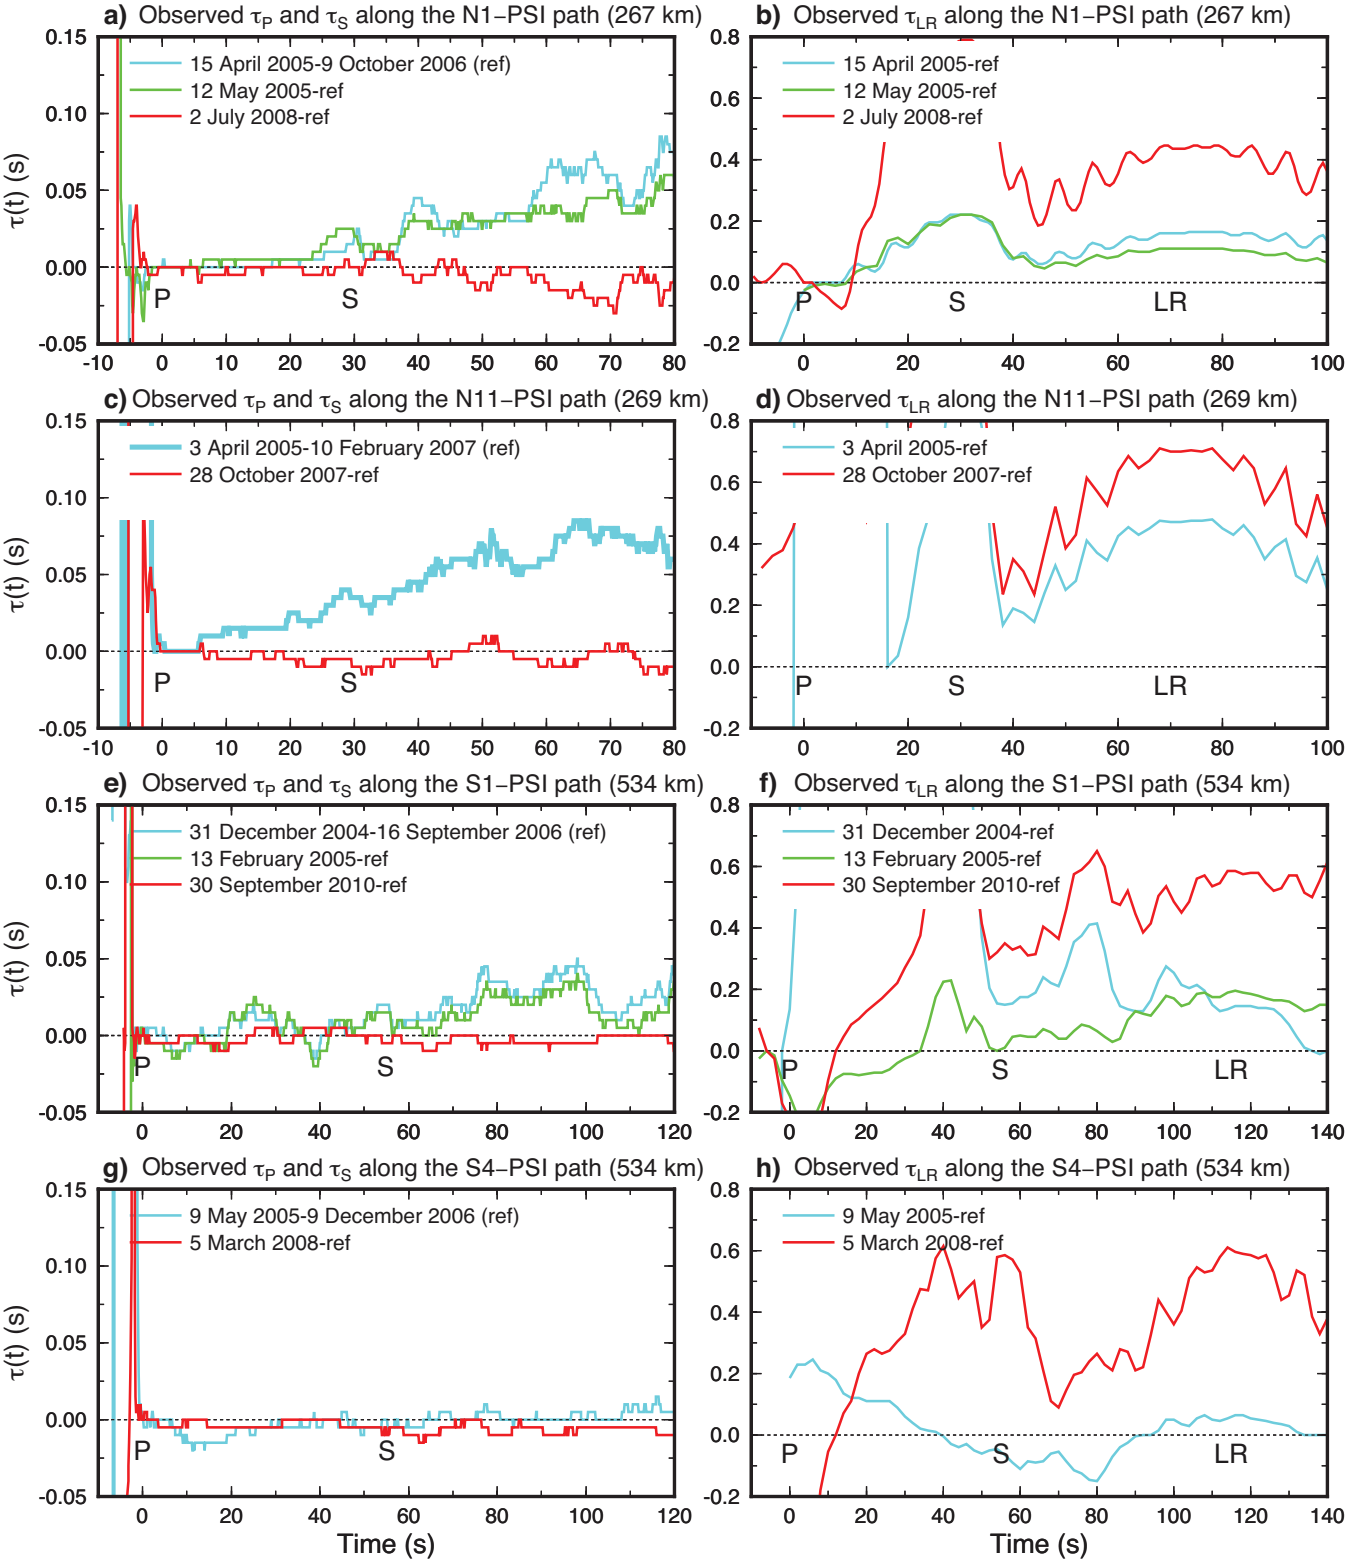 a) Observed τP and τS along the N1−PSI path (267 km)
b) Observed τLR along the N1−PSI path (267 km)
0.15
0.10
0.05
0.00
-0.05
τ(t) (s)
15 April 2005-9 October 2006 (ref)
12 May 2005-ref
2 July 2008-ref
P
S
-10 0 10 20 30 40 50 60 70 80
0.8
0.6
0.4
0.2
0.0
-0.2
15 April 2005-ref
12 May 2005-ref
2 July 2008-ref
P
S
LR
0 20 40 60 80 100
c) Observed τP and τS along the N11−PSI path (269 km)
d) Observed τLR along the N11−PSI path (269 km)
0.15
0.10
0.05
0.00
-0.05
τ(t) (s)
3 April 2005-10 February 2007 (ref)
28 October 2007-ref
P
S
-10 0 10 20 30 40 50 60 70 80
0.8
0.6
0.4
0.2
0.0
-0.2
3 April 2005-ref
28 October 2007-ref
P
S
LR
0 20 40 60 80 100
e) Observed τP and τS along the S1−PSI path (534 km)
f) Observed τLR along the S1−PSI path (534 km)
0.15
0.10
0.05
0.00
-0.05
τ(t) (s)
31 December 2004-16 September 2006 (ref)
13 February 2005-ref
30 September 2010-ref
P
S
0 20 40 60 80 100 120
0.8
0.6
0.4
0.2
0.0
-0.2
31 December 2004-ref
13 February 2005-ref
30 September 2010-ref
P
S
LR
0 20 40 60 80 100 120 140
g) Observed τP and τS along the S4−PSI path (534 km)
h) Observed τLR along the S4−PSI path (534 km)
0.15
0.10
0.05
0.00
-0.05
τ(t) (s)
9 May 2005-9 December 2006 (ref)
5 March 2008-ref
P
S
0 20 40 60 80 100 120
Time (s)
0.8
0.6
0.4
0.2
0.0
-0.2
9 May 2005-ref
5 March 2008-ref
P
S
LR
0 20 40 60 80 100 120 140
Time (s)